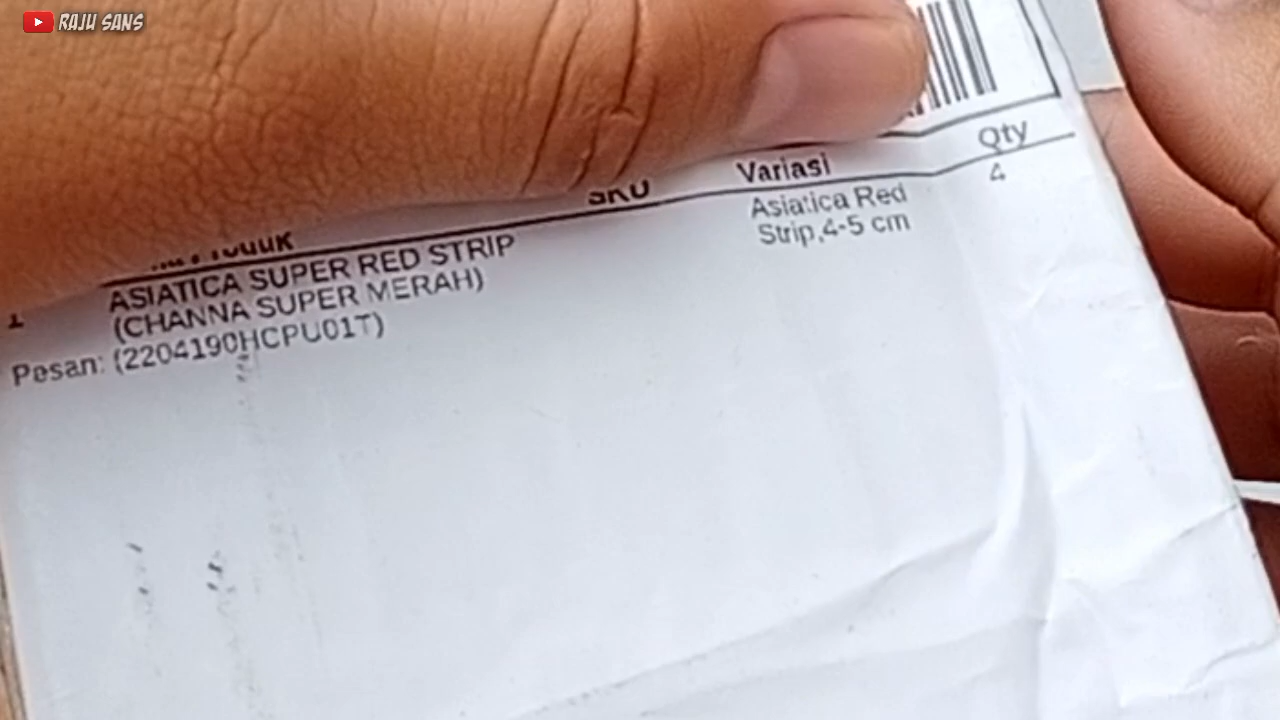 RAJU SANS
SKU Variasi Qty
1 ASIATICA SUPER RED STRIP Asiatica Red 4
(CHANNA SUPER MERAH) Strip,4-5 cm
Pesan: (2204190HCPU01T)